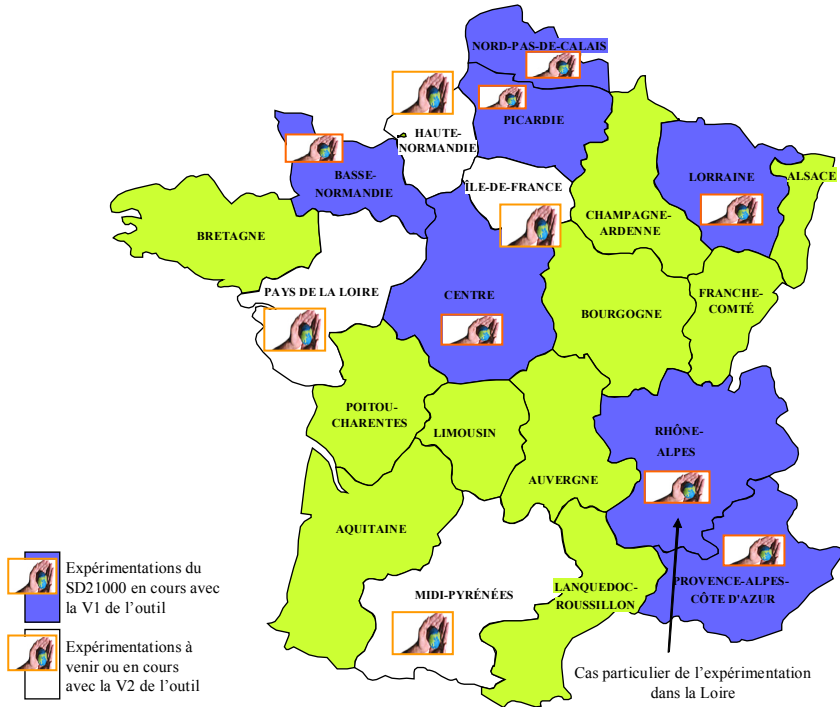 NORD-PAS-DE-CALAIS
PICARDIE
HAUTE-
NORMANDIE
BASSE-
NORMANDIE
ÎLE-DE-FRANCE
LORRAINE
ALSACE
CHAMPAGNE-
ARDENNE
BRETAGNE
PAYS DE LA LOIRE
CENTRE
BOURGOGNE
FRANCHE-
COMTÉ
POITOU-
CHARENTES
LIMOUSIN
AUVERGNE
RHÔNE-
ALPES
AQUITAINE
MIDI-PYRÉNÉES
LANQUEDOC-
ROUSSILLON
PROVENCE-ALPES-
CÔTE D'AZUR
Expérimentations du
SD21000 en cours avec
la V1 de l'outil
Expérimentations à
venir ou en cours
avec la V2 de l'outil
Cas particulier de l'expérimentation
dans la Loire